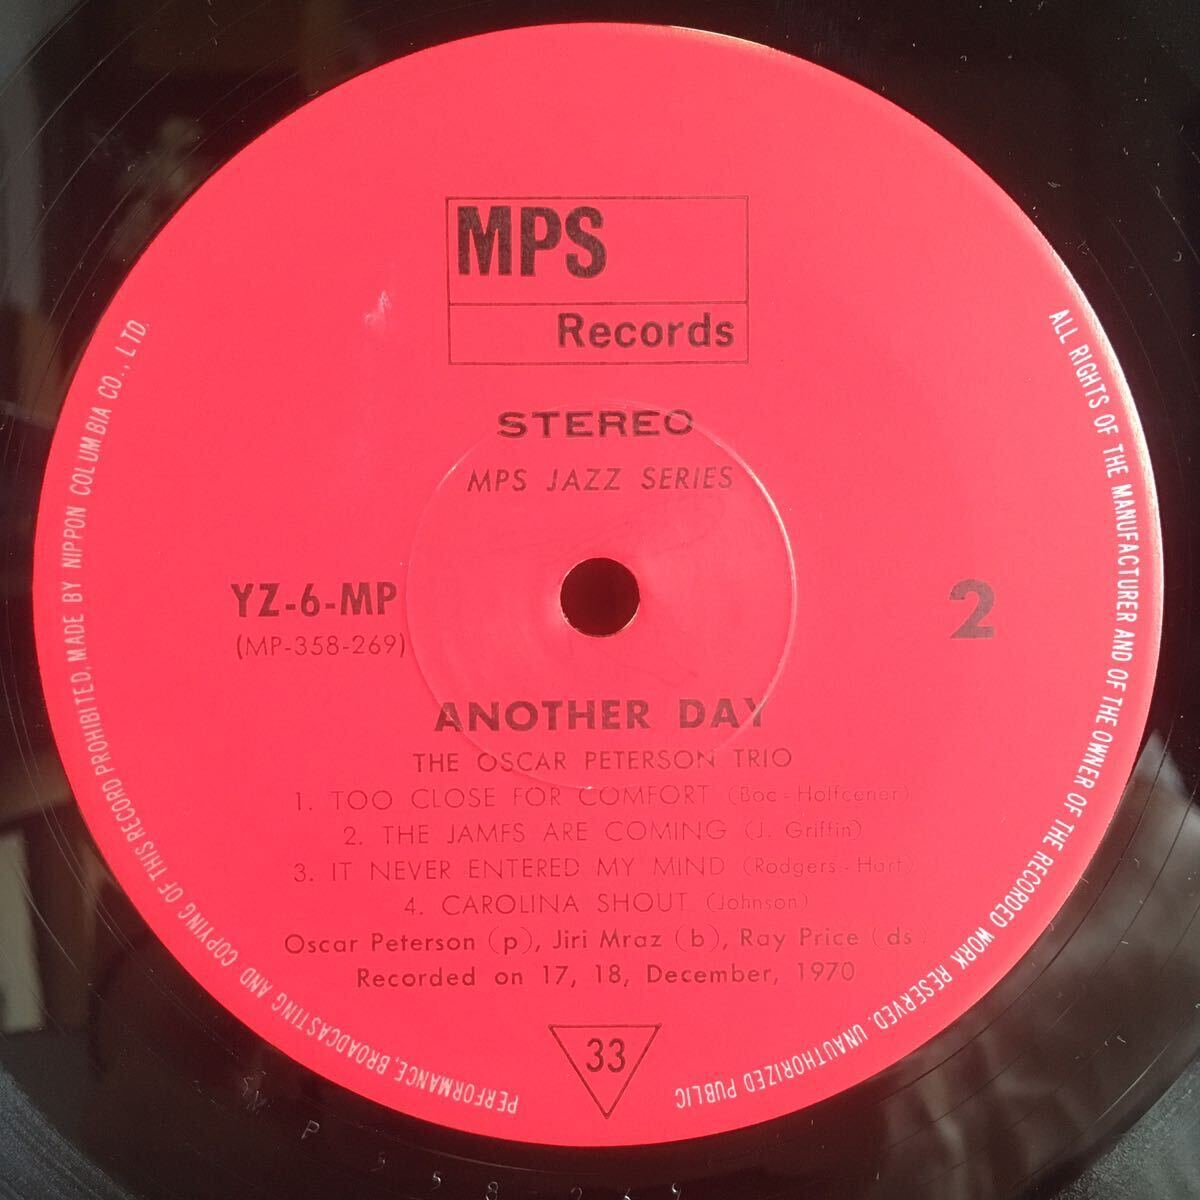 MPS
Records
STEREO
MPS JAZZ SERIES
YZ-6-MP
(MP-358-269)
2
ANOTHER DAY
THE OSCAR PETERSON TRIO
1. TOO CLOSE FOR COMFORT (Boc-Holfcener)
2. THE JAMFS ARE COMING (J. Griffin)
3. IT NEVER ENTERED MY MIND (Rodgers-Hart)
4. CAROLINA SHOUT (Johnson)
Oscar Peterson (p), Jiri Mraz (b), Ray Price (ds)
Recorded on 17, 18, December, 1970
33
ALL RIGHTS OF THE MANUFACTURER AND OF THE OWNER OF THE RECORDED WORK RESERVED. UNAUTHORIZED PUBLIC
PERFORMANCE, BROADCASTING AND COPYING OF THIS RECORD PROHIBITED, MADE BY NIPPON COLUMBIA CO., LTD.